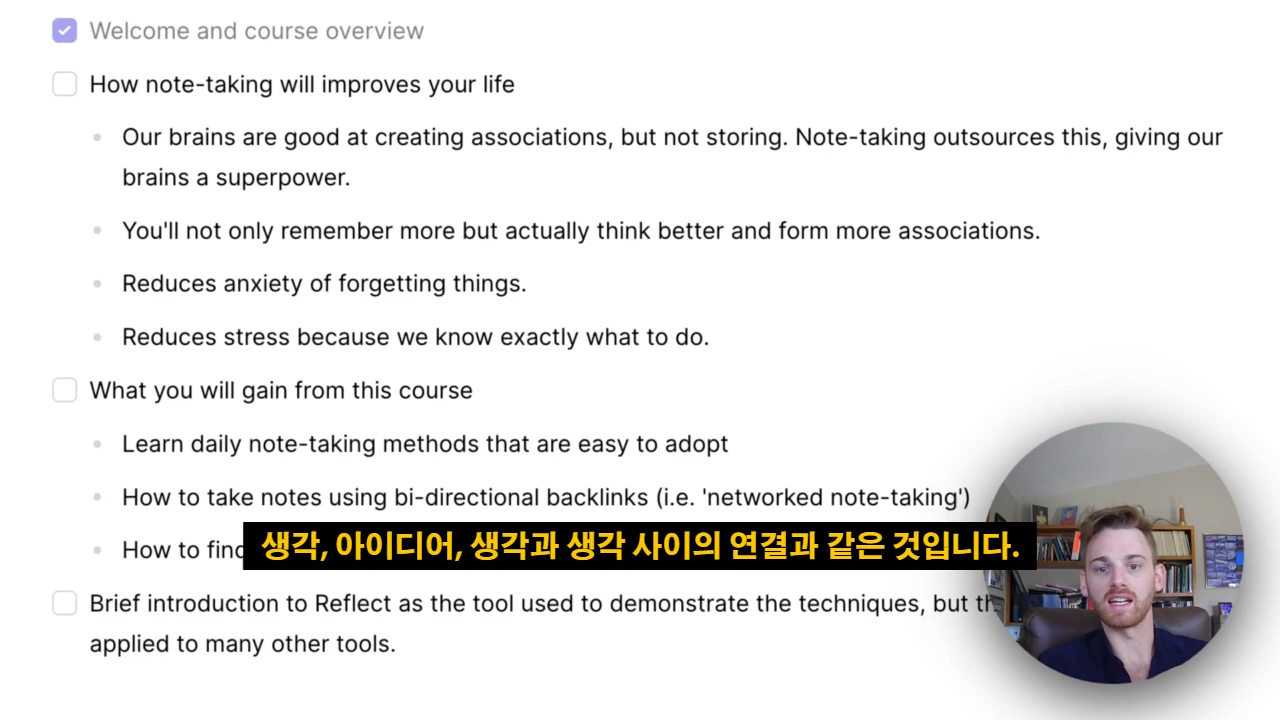 Welcome and course overview
How note-taking will improves your life
Our brains are good at creating associations, but not storing. Note-taking outsources this, giving our
brains a superpower.
You'll not only remember more but actually think better and form more associations.
Reduces anxiety of forgetting things.
Reduces stress because we know exactly what to do.
What you will gain from this course
Learn daily note-taking methods that are easy to adopt
How to take notes using bi-directional backlinks (i.e. 'networked note-taking')
How to find
생각, 아이디어, 생각과 생각 사이의 연결과 같은 것입니다.
Brief introduction to Reflect as the tool used to demonstrate the techniques, but
applied to many other tools.